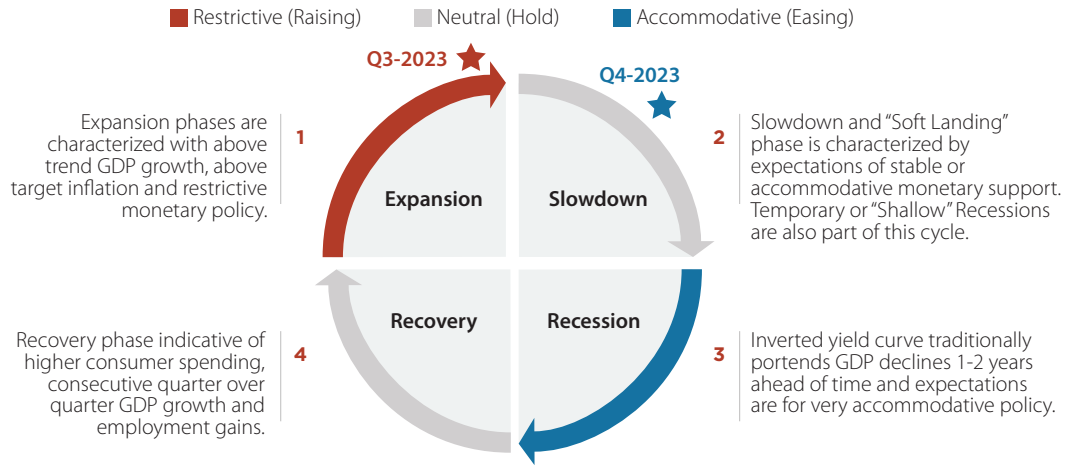 Restrictive (Raising)
Neutral (Hold)
Accommodative (Easing)
Q3-2023
Q4-2023
1
Expansion phases are
characterized with above
trend GDP growth, above
target inflation and restrictive
monetary policy.
Expansion
Slowdown
2
Slowdown and “Soft Landing”
phase is characterized by
expectations of stable or
accommodative monetary support.
Temporary or “Shallow” Recessions
are also part of this cycle.
Recovery
Recession
4
Recovery phase indicative of
higher consumer spending,
consecutive quarter over
quarter GDP growth and
employment gains.
3
Inverted yield curve traditionally
portends GDP declines 1-2 years
ahead of time and expectations
are for very accommodative policy.